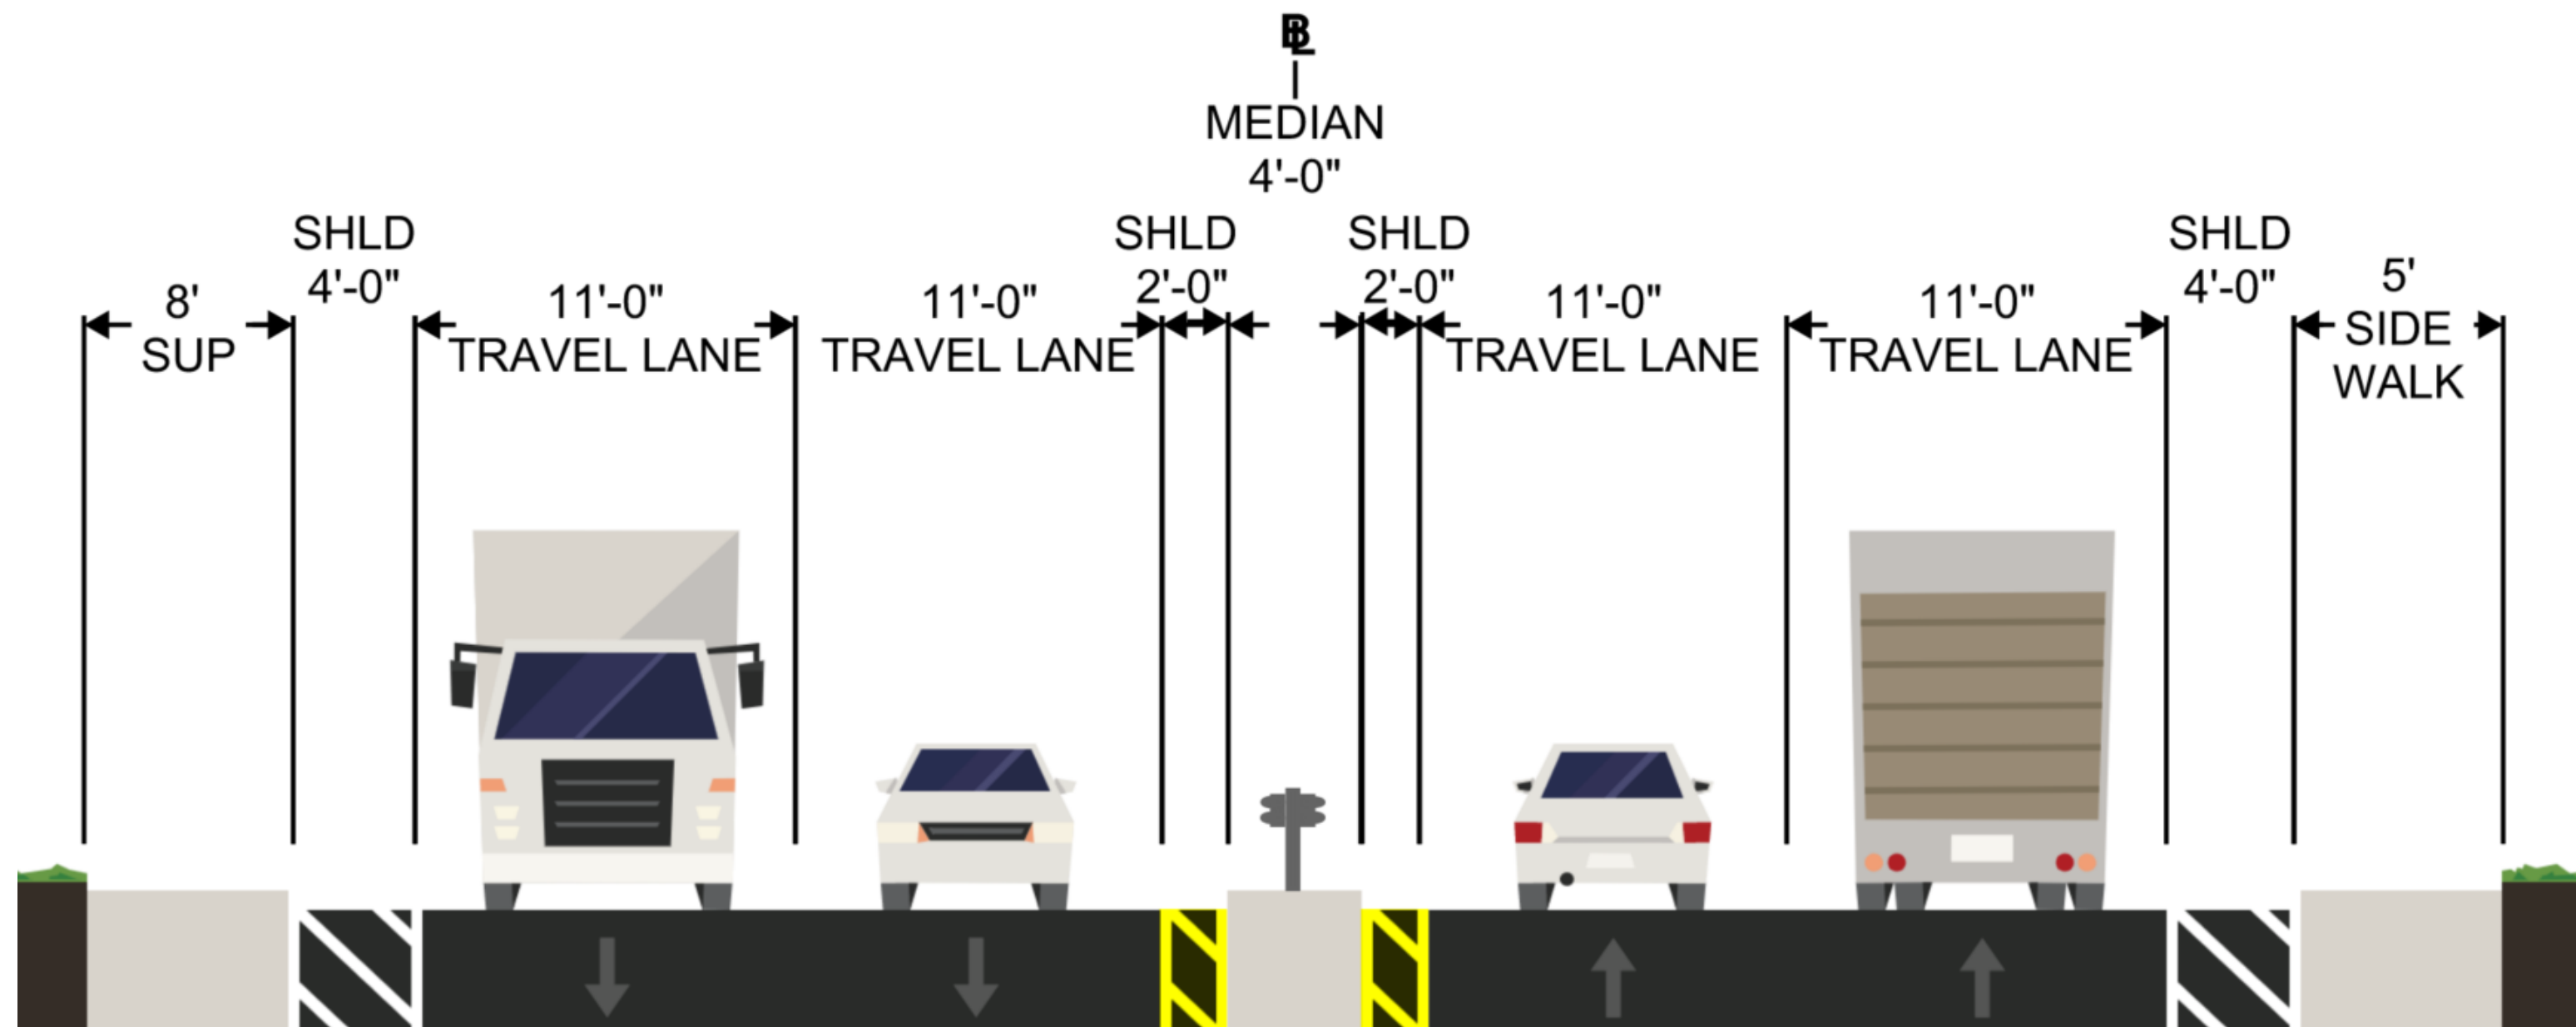 BL
MEDIAN
4'-0"
8'
SUP
SHLD
4'-0"
11'-0"
TRAVEL LANE
11'-0"
TRAVEL LANE
SHLD
2'-0"
SHLD
2'-0"
11'-0"
TRAVEL LANE
11'-0"
TRAVEL LANE
SHLD
4'-0"
5'
SIDE
WALK